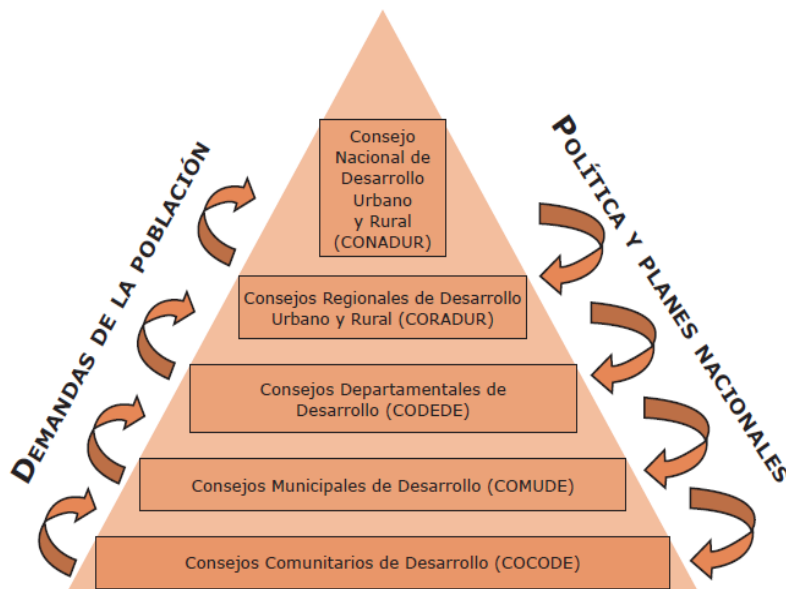 DEMANDAS DE LA POBLACIÓN
POLÍTICA Y PLANES NACIONALES
Consejo
Nacional de
Desarrollo
Urbano
y Rural
(CONADUR)
Consejos Regionales de Desarrollo
Urbano y Rural (CORADUR)
Consejos Departamentales de
Desarrollo (CODEDE)
Consejos Municipales de Desarrollo (COMUDE)
Consejos Comunitarios de Desarrollo (COCODE)